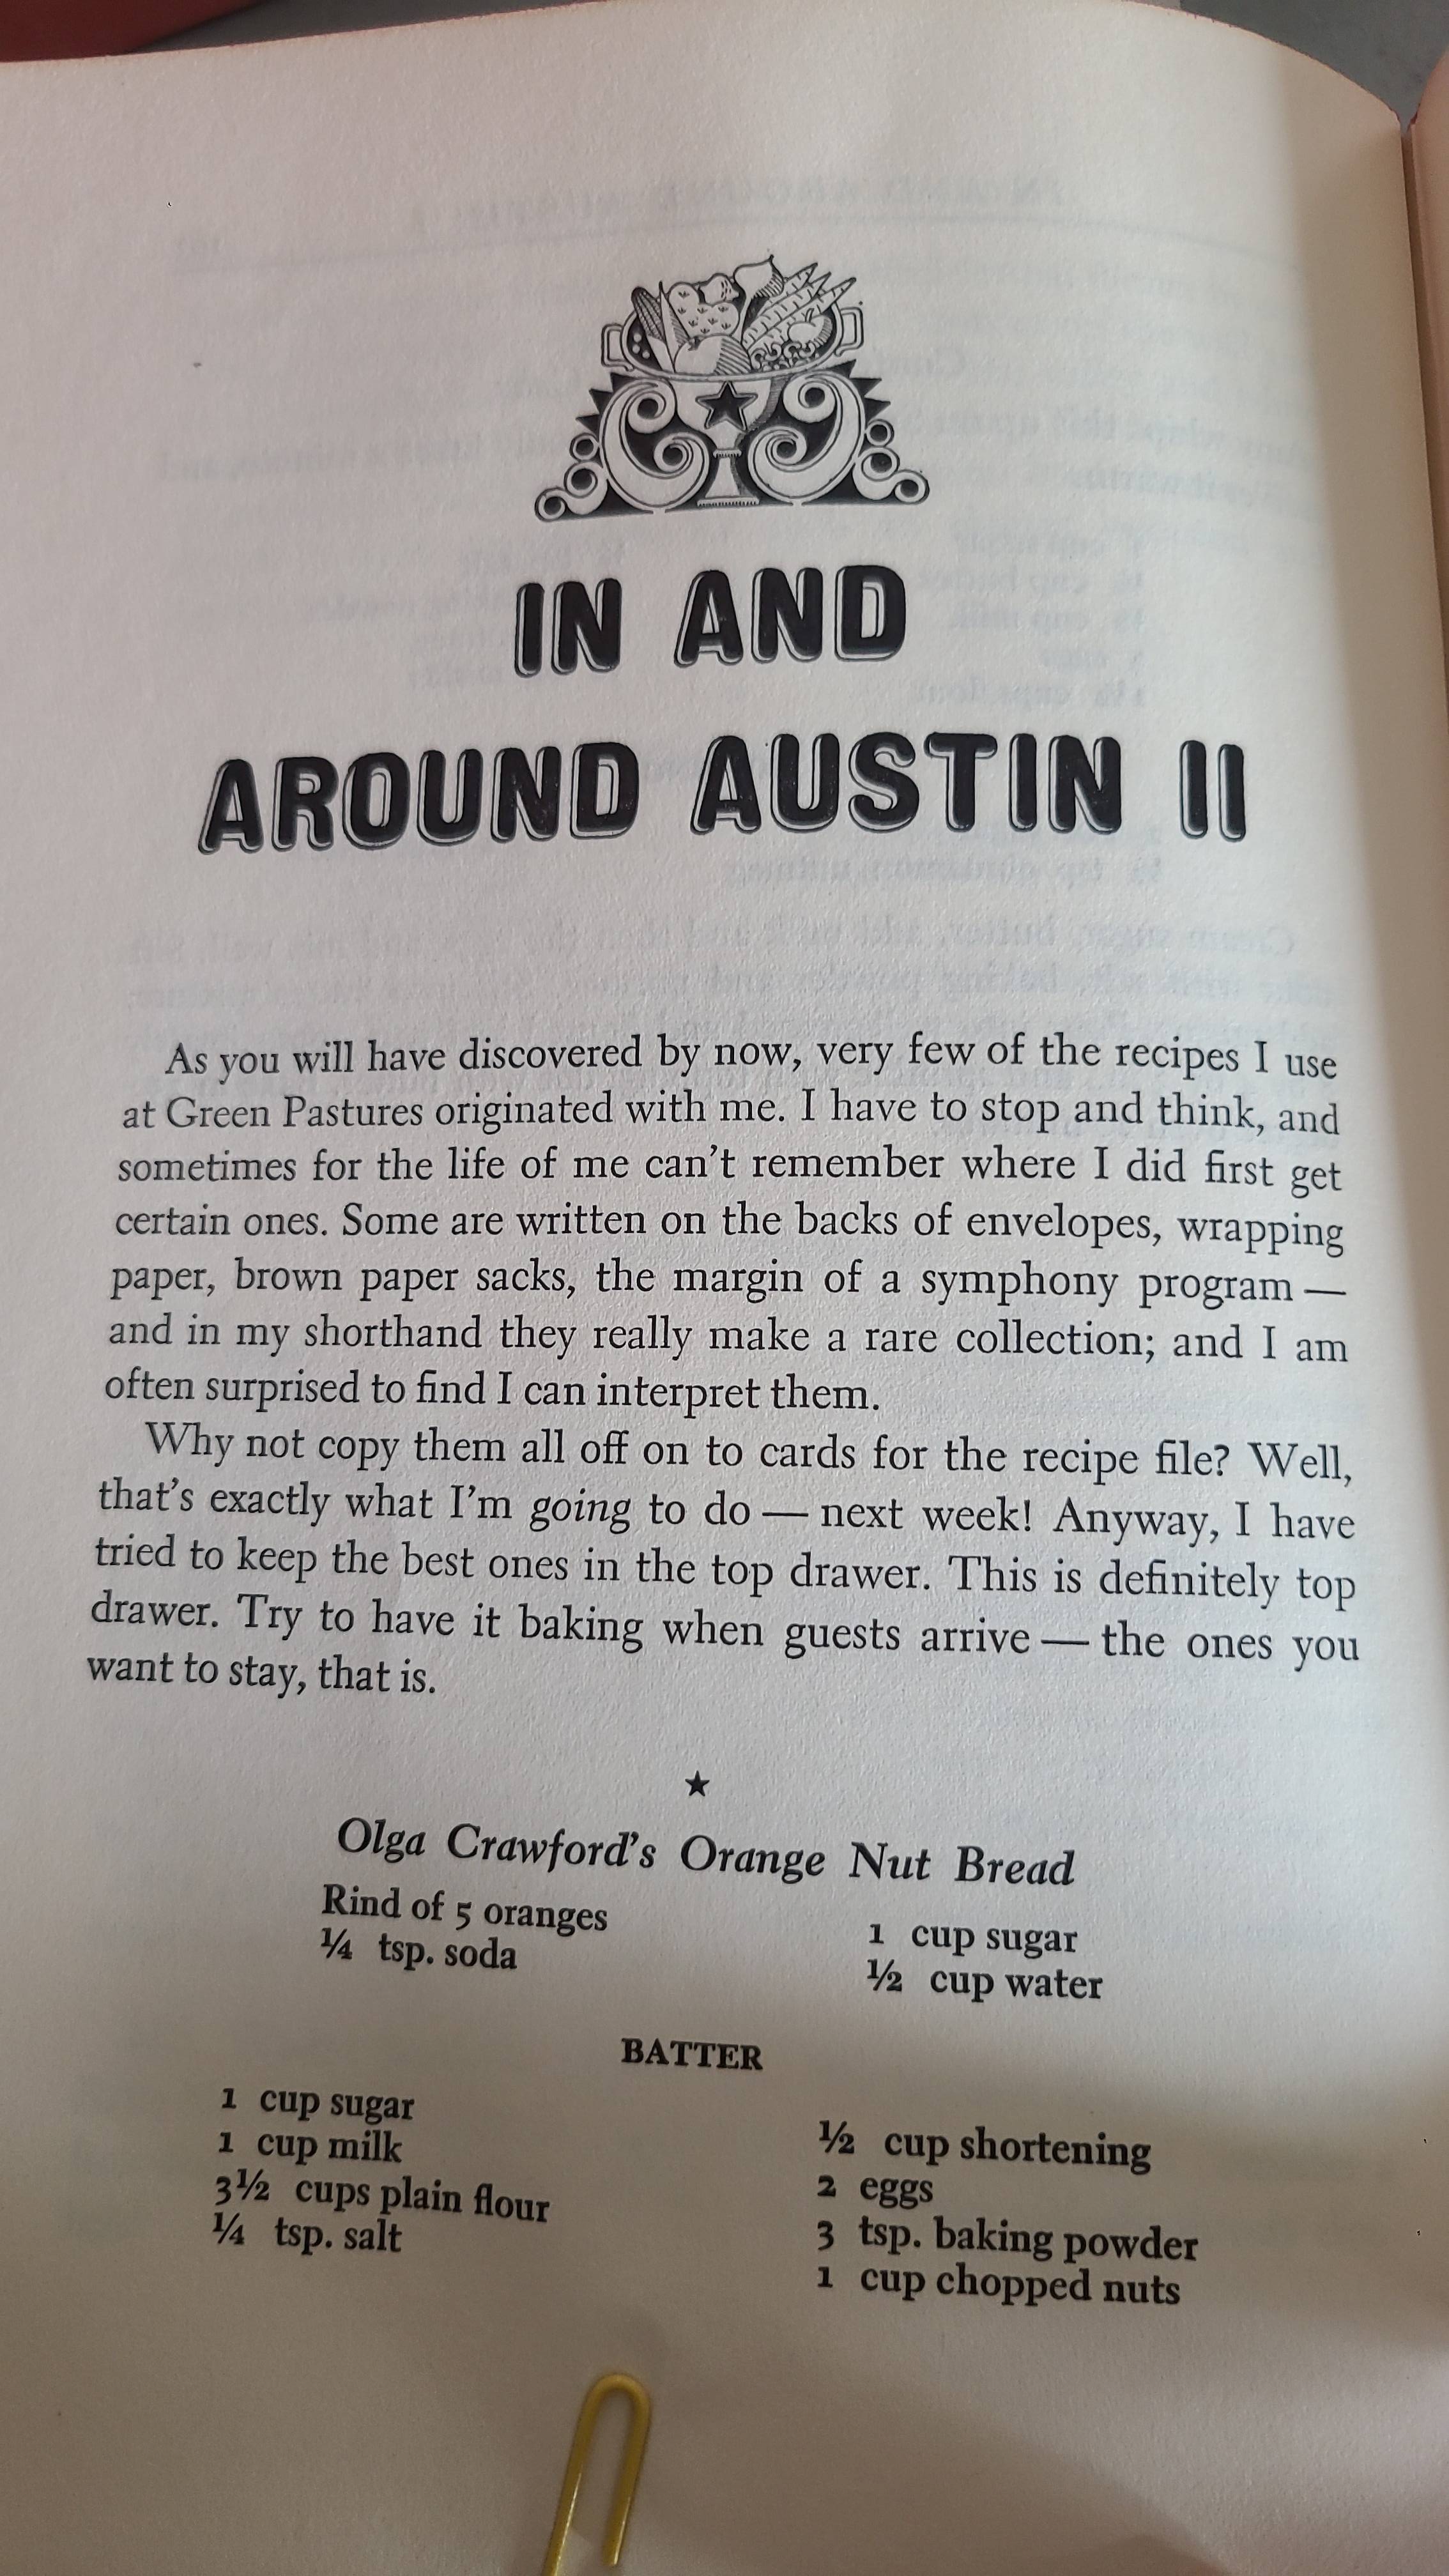 IN AND
AROUND AUSTIN II
As you will have discovered by now, very few of the recipes I use
at Green Pastures originated with me. I have to stop and think, and
sometimes for the life of me can't remember where I did first get
certain ones. Some are written on the backs of envelopes, wrapping
paper, brown paper sacks, the margin of a symphony program —
and in my shorthand they really make a rare collection; and I am
often surprised to find I can interpret them.
Why not copy them all off on to cards for the recipe file? Well,
that's exactly what I'm going to do — next week! Anyway, I have
tried to keep the best ones in the top drawer. This is definitely top
drawer. Try to have it baking when guests arrive — the ones you
want to stay, that is.
★
Olga Crawford's Orange Nut Bread
Rind of 5 oranges
¼ tsp. soda
1 cup sugar
½ cup water
BATTER
1 cup sugar
1 cup milk
3½ cups plain flour
¼ tsp. salt
½ cup shortening
2 eggs
3 tsp. baking powder
1 cup chopped nuts